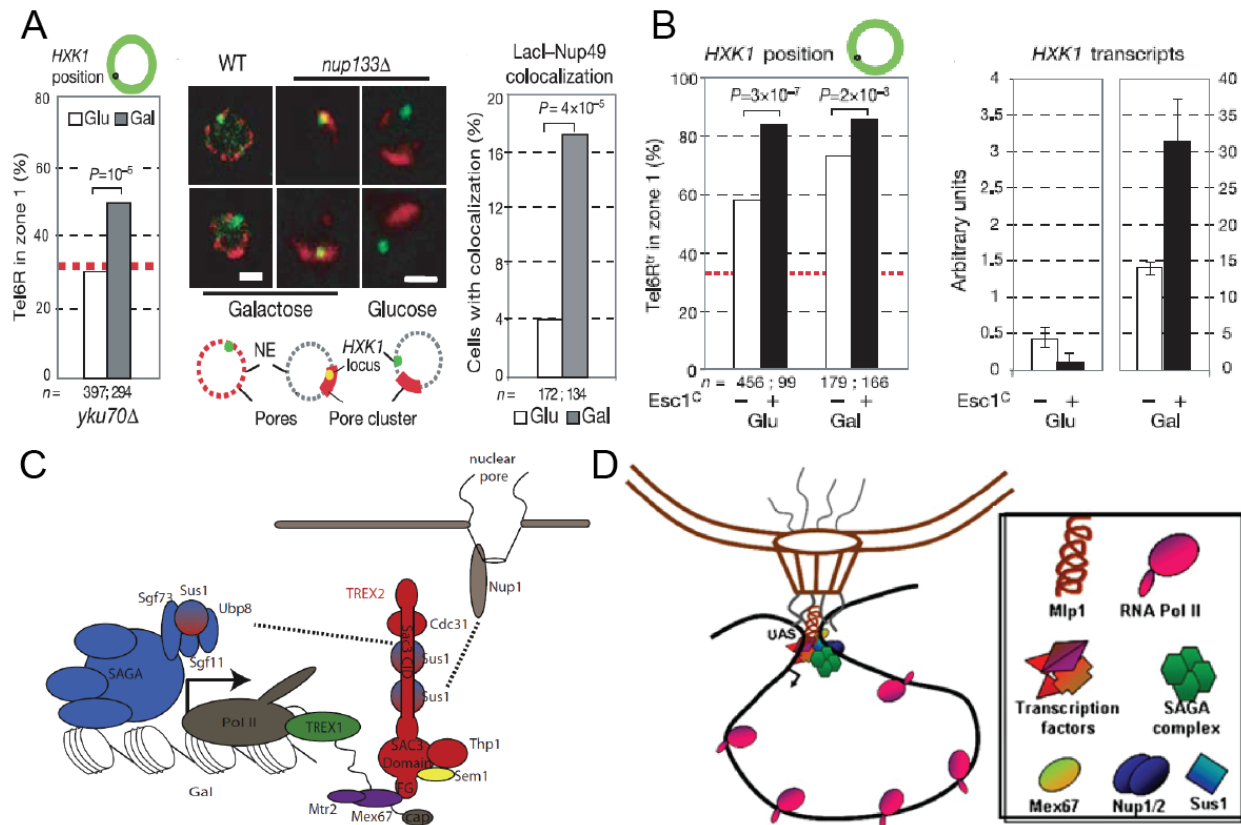 A
HXK1
position
80
60
40
20
0
Tel6R in zone 1 (%)
Glu Gal
P=10⁻⁵
n= 397; 294
yku70Δ
WT nup133Δ
Galactose Glucose
NE
HXK1
locus
Pores Pore cluster
LacI–Nup49
colocalization
20
16
12
8
4
0
Cells with colocalization (%)
P = 4×10⁻⁵
n= 172 ; 134
Glu Gal
B
HXK1 position
100
80
60
40
20
0
Tel6Rᵗʳ in zone 1 (%)
P=3×10⁻⁷ P=2×10⁻³
n = 456 ; 99 179 ; 166
Esc1ᶜ − + − +
Glu Gal
HXK1 transcripts
4
3.5
3
2.5
2
1.5
1
0.5
0
Arbitrary units
40
35
30
25
20
15
10
5
0
Esc1ᶜ − + − +
Glu Gal
C
nuclear
pore
Nup1
Sgf73
Sus1
Ubp8
Sgf11
SAGA
TREX2
Cdc31
Sac3 CID
Sus1
Sus1
Pol II
TREX1
SAC3
Domain
Thp1
Sem1
FG
Gal
Mtr2
Mex67
cap
D
UAS
Mlp1 RNA Pol II
Transcription
factors
SAGA
complex
Mex67 Nup1/2 Sus1